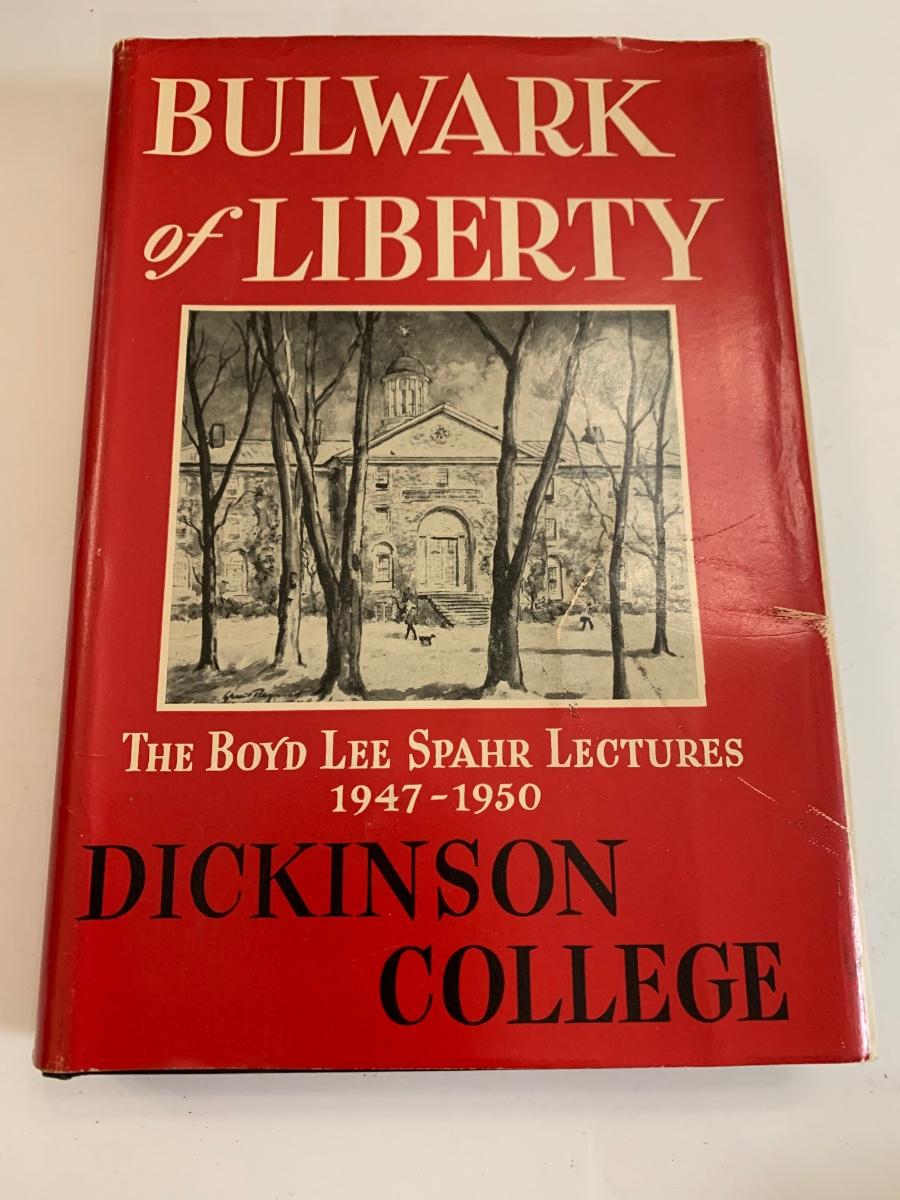 BULWARK
of LIBERTY
THE BOYD LEE SPAHR LECTURES
1947-1950
DICKINSON
COLLEGE